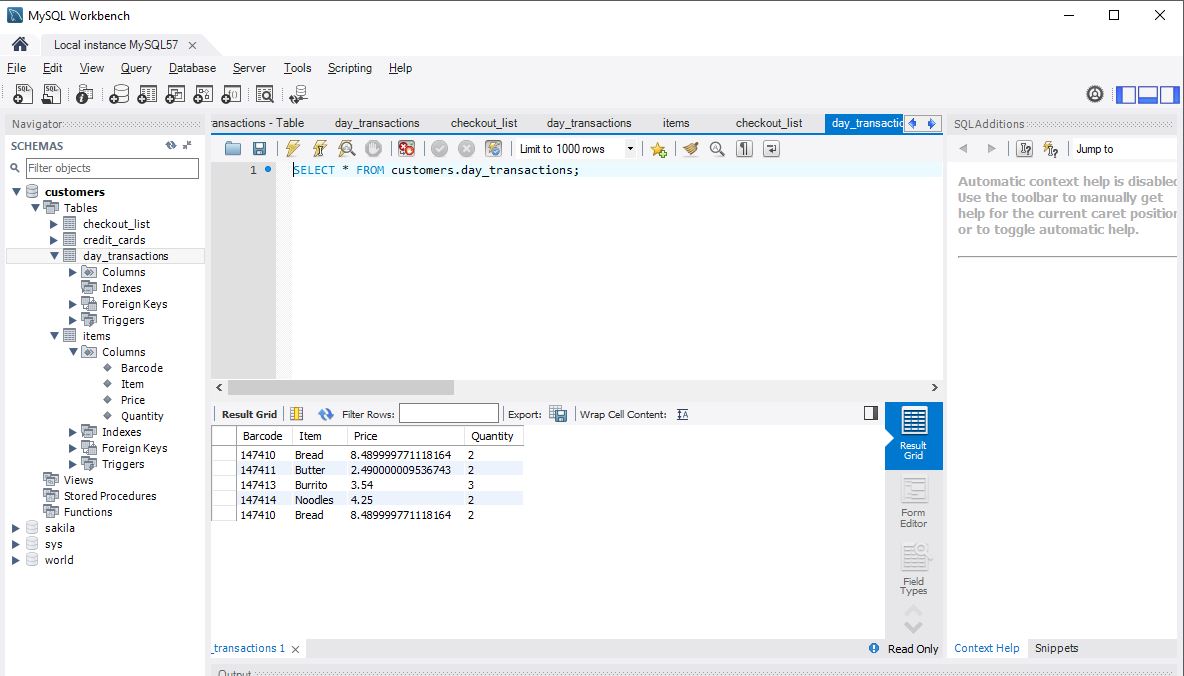 MySQL Workbench
Local instance MySQL57
File Edit View Query Database Server Tools Scripting Help
Navigator
SCHEMAS
Filter objects
customers
Tables
checkout_list
credit_cards
day_transactions
Columns
Indexes
Foreign Keys
Triggers
items
Columns
Barcode
Item
Price
Quantity
Indexes
Foreign Keys
Triggers
Views
Stored Procedures
Functions
sakila
sys
world
ansactions - Table day_transactions checkout_list day_transactions items checkout_list day_transactic
Limit to 1000 rows
1 SELECT * FROM customers.day_transactions;
Result Grid Filter Rows: Export: Wrap Cell Content:
Barcode Item Price Quantity
147410 Bread 8.489999771118164 2
147411 Butter 2.490000009536743 2
147413 Burrito 3.54 3
147414 Noodles 4.25 2
147410 Bread 8.489999771118164 2
Result
Grid
Form
Editor
Field
Types
_transactions 1
Read Only
SQLAdditions
Jump to
Automatic context help is disabled
Use the toolbar to manually get
help for the current caret position
or to toggle automatic help.
Context Help Snippets
Output